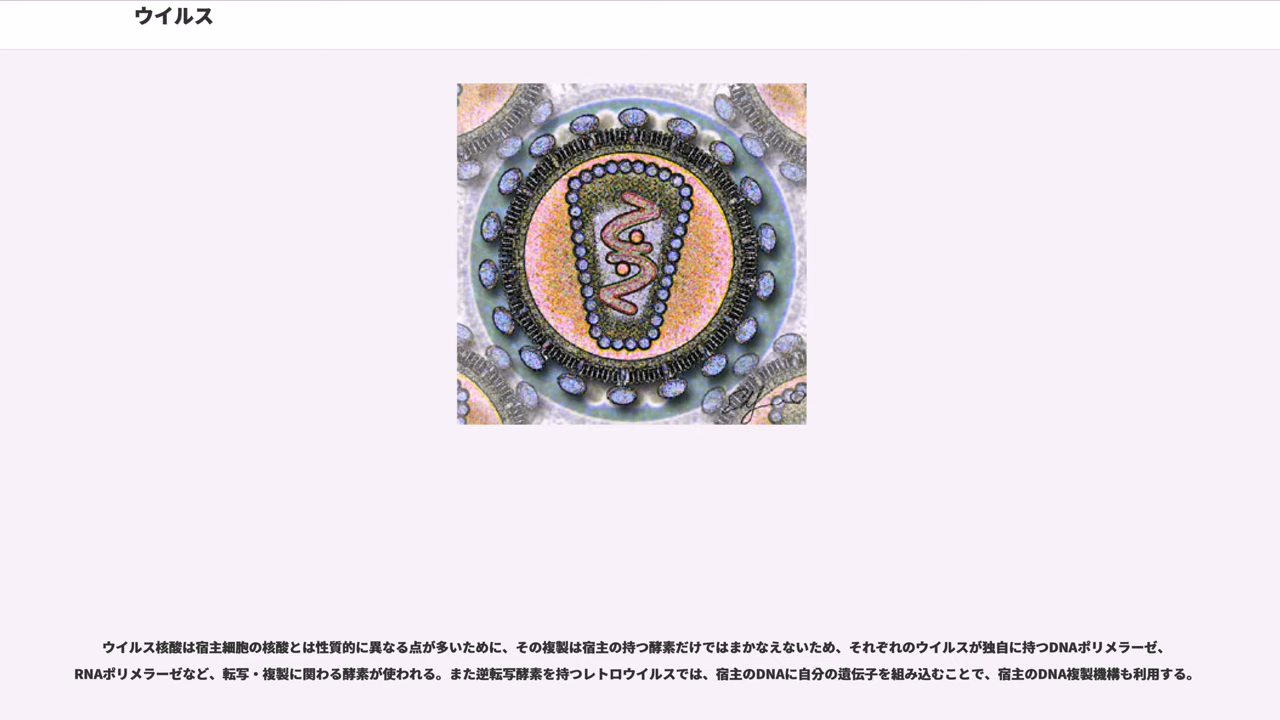 ウイルス
ウイルス核酸は宿主細胞の核酸とは性質的に異なる点が多いために、その複製は宿主の持つ酵素だけではまかなえないため、それぞれのウイルスが独自に持つDNAポリメラーゼ、
RNAポリメラーゼなど、転写・複製に関わる酵素が使われる。また逆転写酵素を持つレトロウイルスでは、宿主のDNAに自分の遺伝子を組み込むことで、宿主のDNA複製機構も利用する。